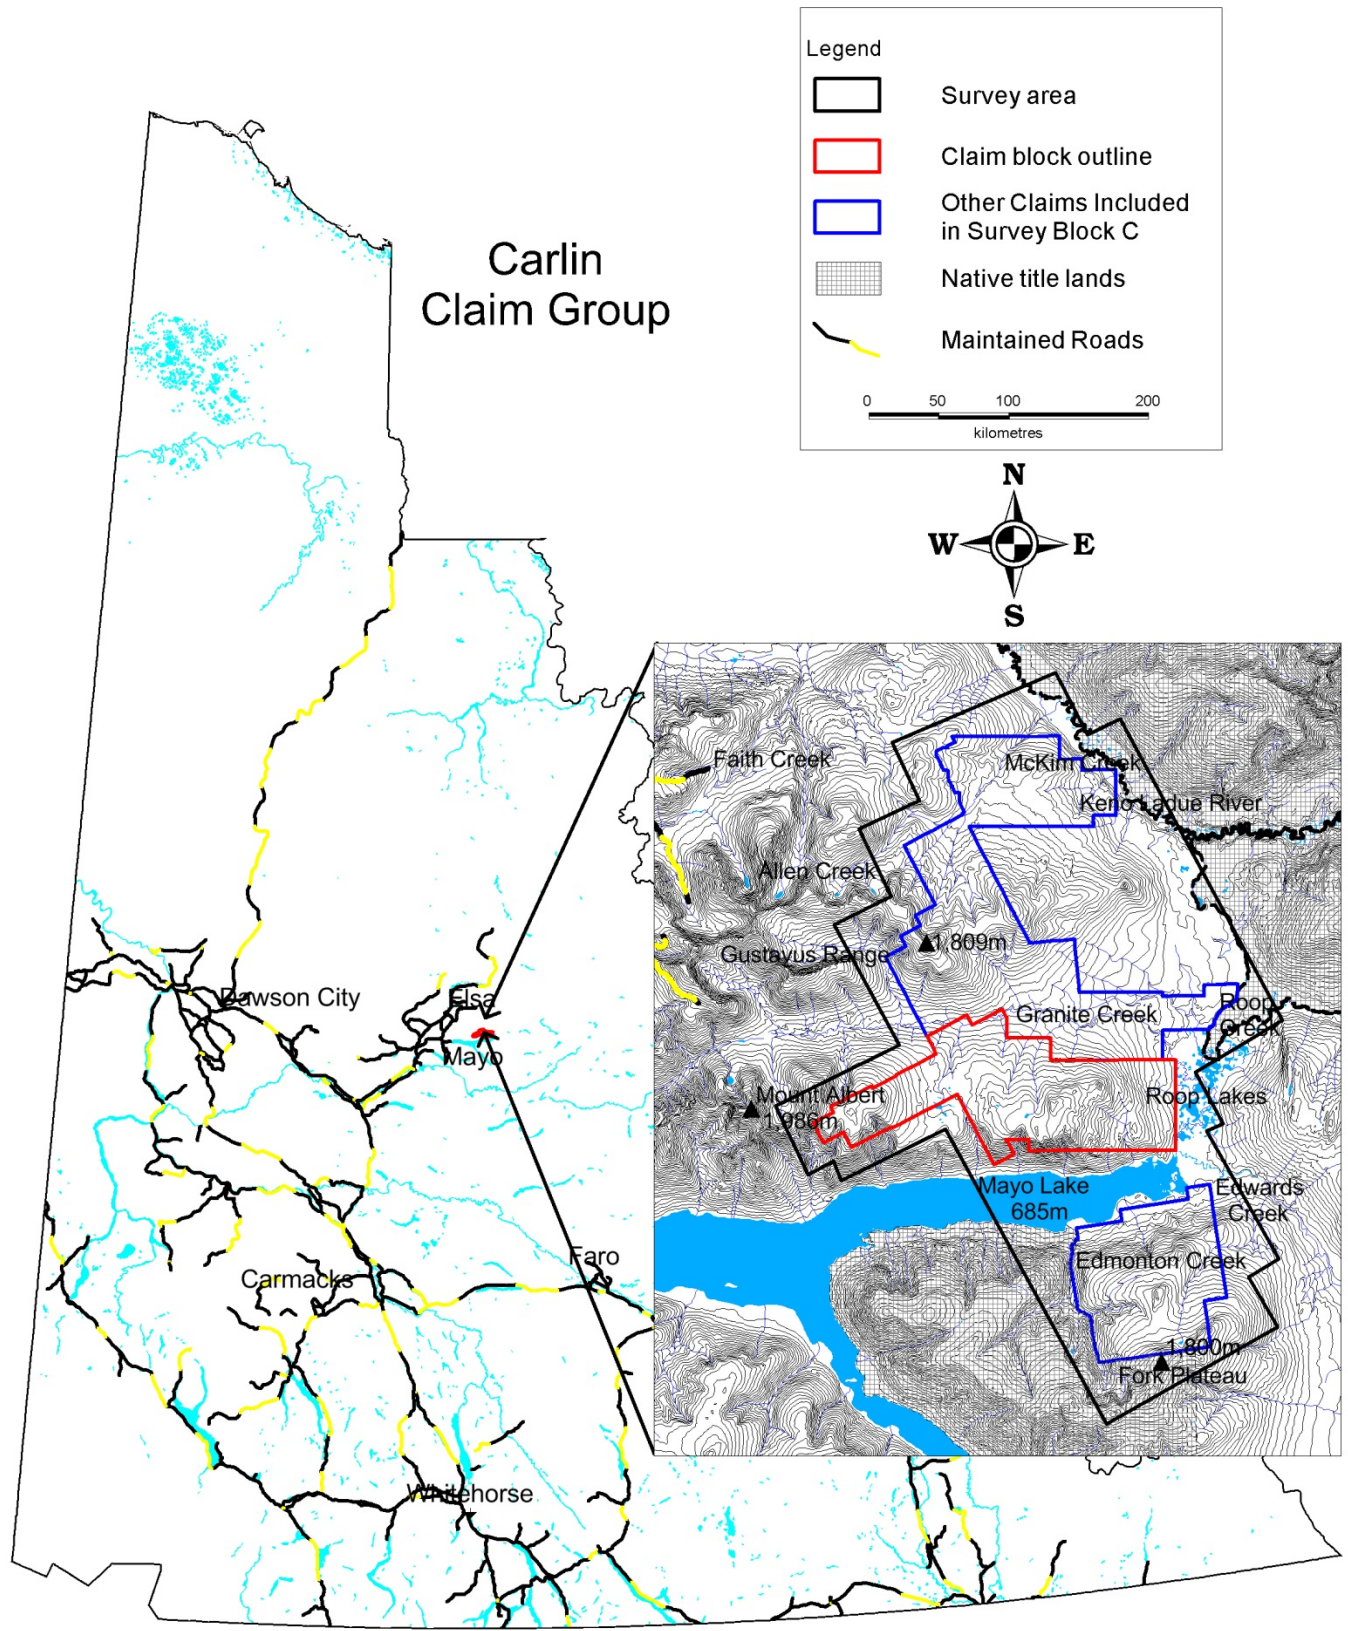 Legend
Survey area
Claim block outline
Other Claims Included
in Survey Block C
Native title lands
Maintained Roads
0 50 100 200
kilometres
Carlin
Claim Group
N
W E
S
Faith Creek
McKim Creek
Keno Ladue River
Allen Creek
1,809m
Gustavus Range
Dawson City
Elsa
Mayo
Granite Creek
Roop
Creek
Mount Albert
1,986m
Roop Lakes
Mayo Lake
685m
Edwards
Creek
Edmonton Creek
1,800m
Fork Plateau
Faro
Carmacks
Whitehorse